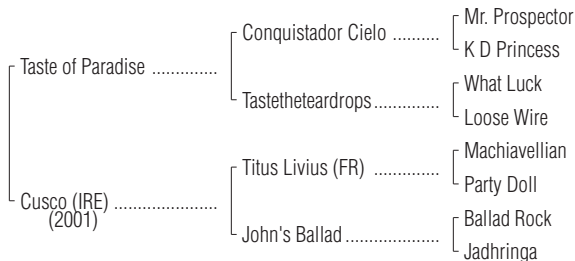 Mr. Prospector
Conquistador Cielo ..........
K D Princess
Taste of Paradise ..............
What Luck
Tastetheteardrops..............
Loose Wire
Machiavellian
Titus Livius (FR) ..............
Party Doll
Cusco (IRE) ......................
(2001)
Ballad Rock
John's Ballad....................
Jadhringa